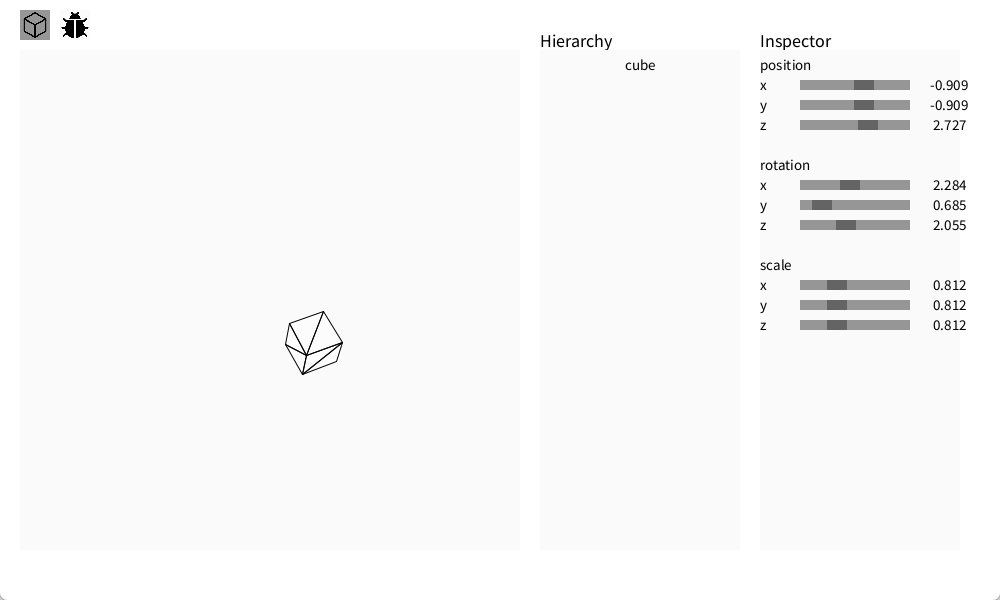 Hierarchy
cube
Inspector
position
x -0.909
y -0.909
z 2.727
rotation
x 2.284
y 0.685
z 2.055
scale
x 0.812
y 0.812
z 0.812